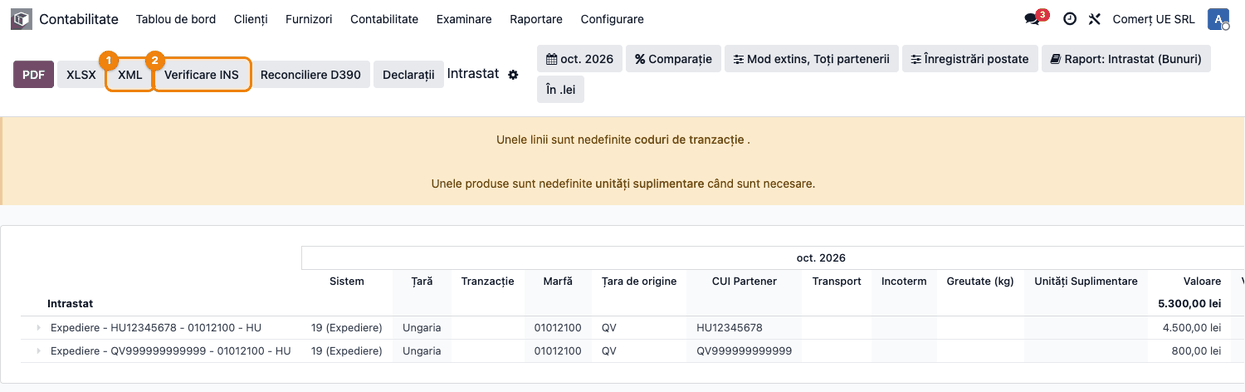 Contabilitate Tablou de bord Clienți Furnizori Contabilitate Examinare Raportare Configurare 3 Comerț UE SRL A
1 2
PDF XLSX XML Verificare INS Reconciliere D390 Declarații Intrastat oct. 2026 % Comparație Mod extins, Toți partenerii Înregistrări postate Raport: Intrastat (Bunuri)
În .lei
Unele linii sunt nedefinite coduri de tranzacție .
Unele produse sunt nedefinite unități suplimentare când sunt necesare.
oct. 2026
Sistem Țară Tranzacție Marfă Țara de origine CUI Partener Transport Incoterm Greutate (kg) Unități Suplimentare Valoare
Intrastat 5.300,00 lei
Expediere - HU12345678 - 01012100 - HU 19 (Expediere) Ungaria 01012100 QV HU12345678 4.500,00 lei
Expediere - QV999999999999 - 01012100 - HU 19 (Expediere) Ungaria 01012100 QV QV999999999999 800,00 lei